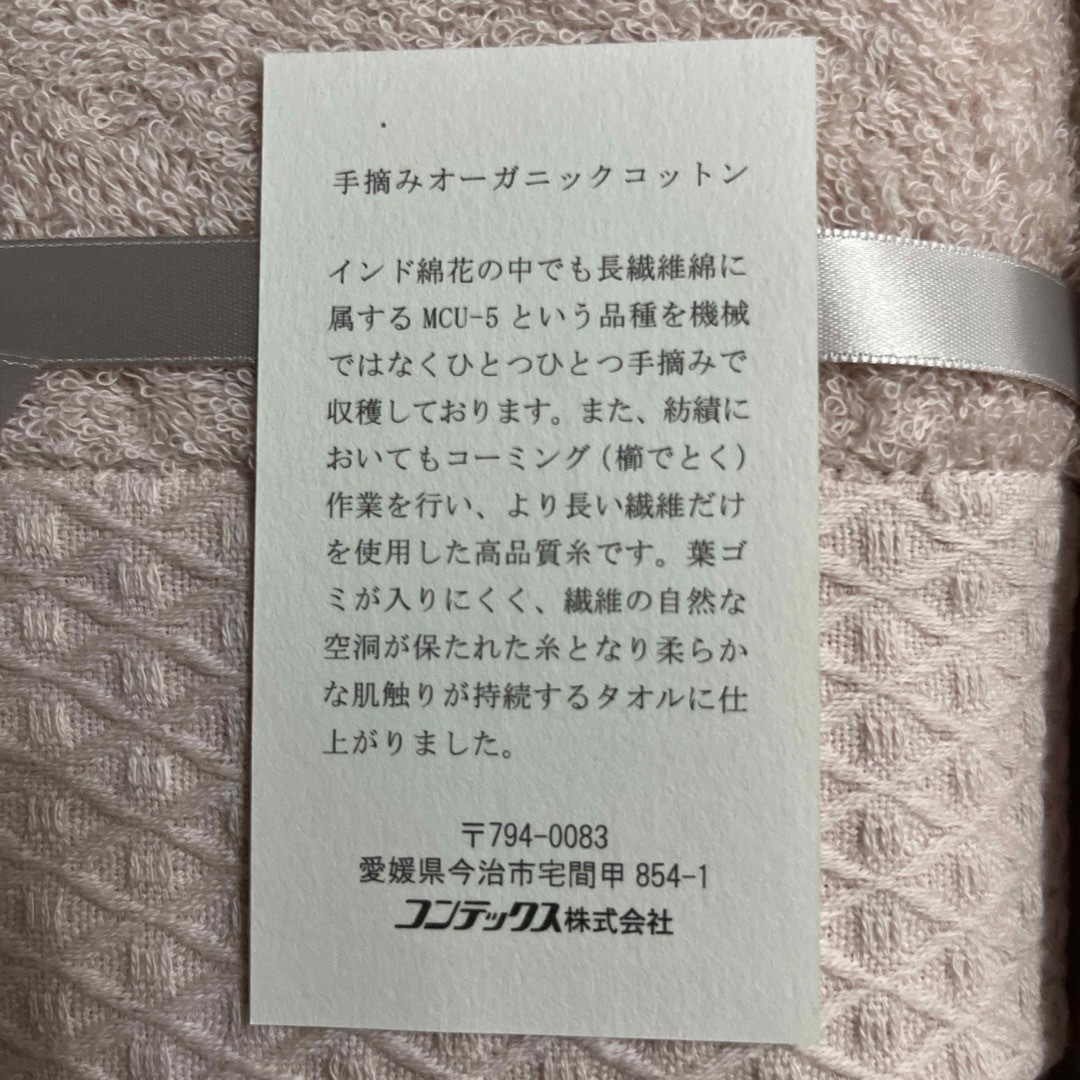 手摘みオーガニックコットン
インド綿花の中でも長繊維綿に
属する MCU-5 という品種を機械
ではなくひとつひとつ手摘みで
収穫しております。また、紡績に
おいてもコーミング(櫛でとく)
作業を行い、より長い繊維だけ
を使用した高品質糸です。葉ゴ
ミが入りにくく、繊維の自然な
空洞が保たれた糸となり柔らか
な肌触りが持続するタオルに仕
上がりました。
〒794-0083
愛媛県今治市宅間甲 854-1
コンテックス株式会社